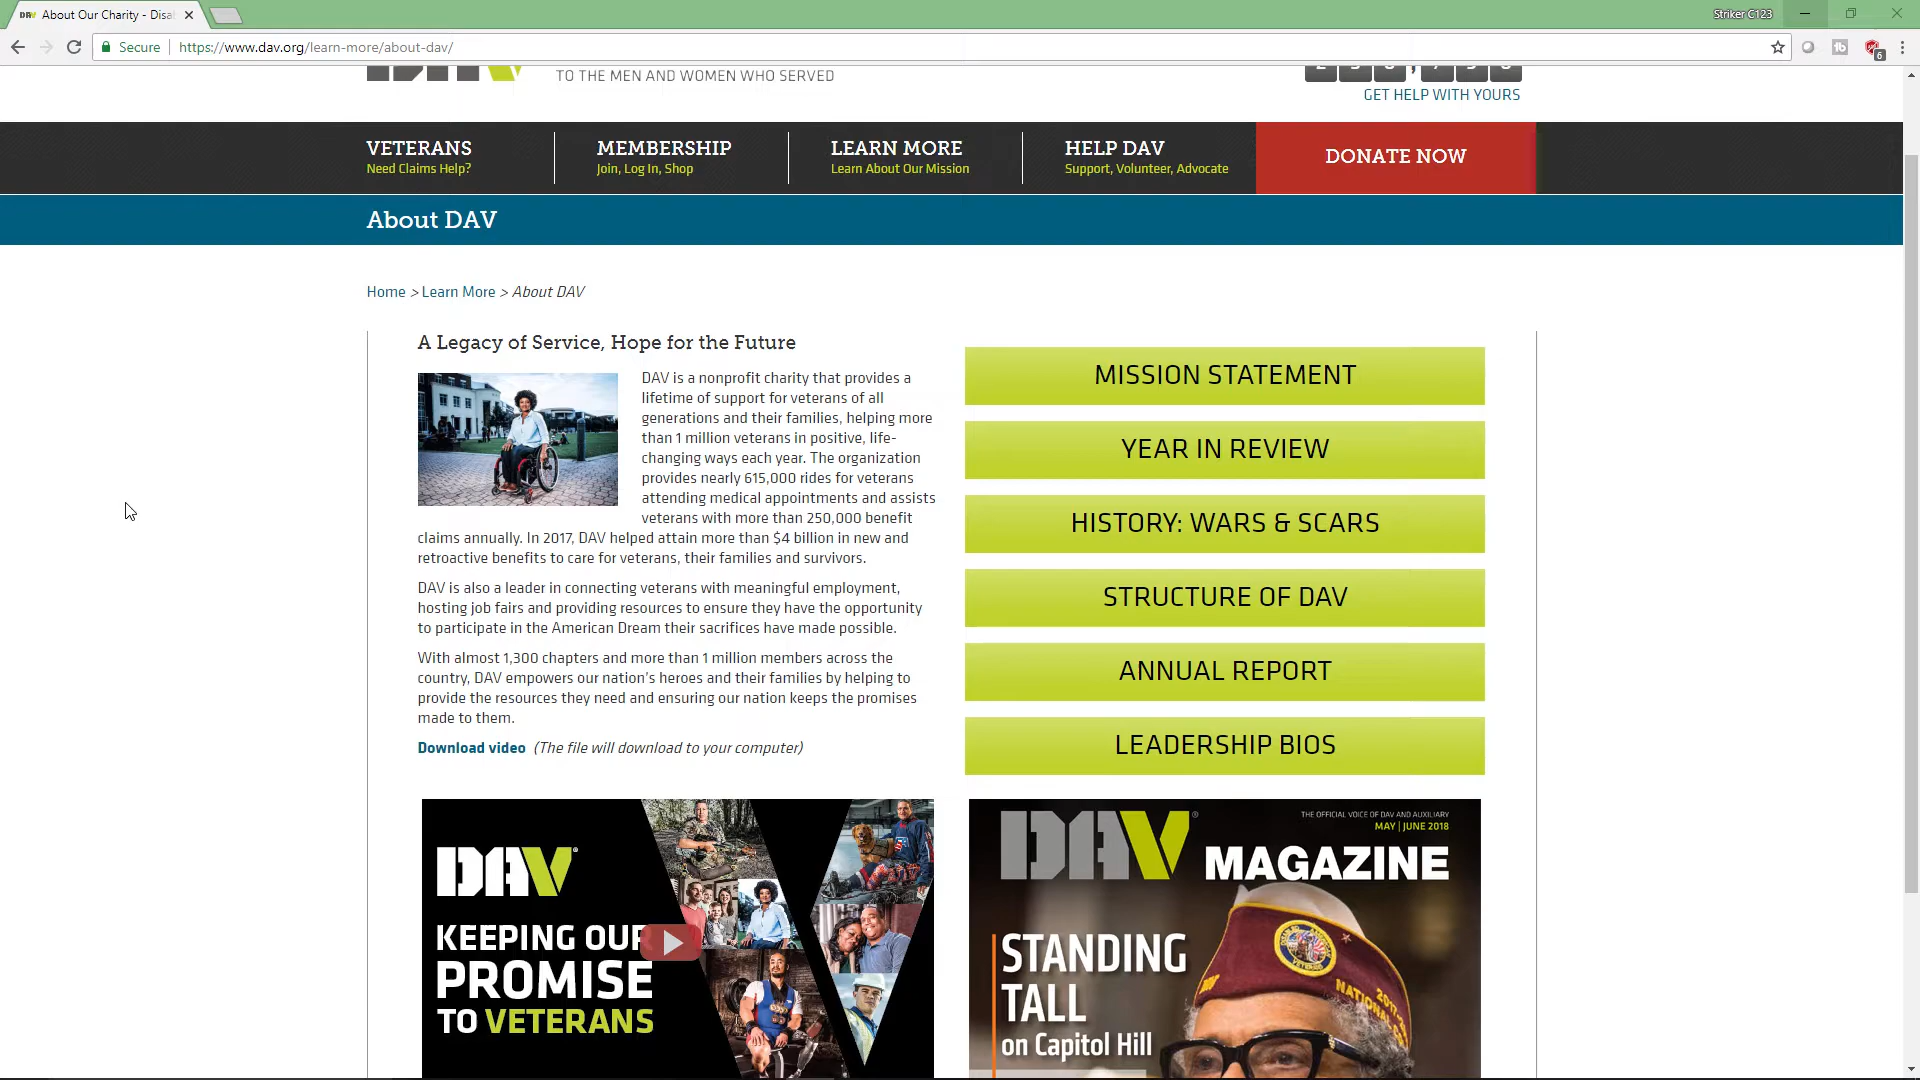 DAV About Our Charity - Disa
Striker C123
Secure
https://www.dav.org/learn-more/about-dav/
6
TO THE MEN AND WOMEN WHO SERVED
GET HELP WITH YOURS
VETERANS
Need Claims Help?
MEMBERSHIP
Join, Log In, Shop
LEARN MORE
Learn About Our Mission
HELP DAV
Support, Volunteer, Advocate
DONATE NOW
About DAV
Home > Learn More > About DAV
A Legacy of Service, Hope for the Future
DAV is a nonprofit charity that provides a
lifetime of support for veterans of all
generations and their families, helping more
than 1 million veterans in positive, life-
changing ways each year. The organization
provides nearly 615,000 rides for veterans
attending medical appointments and assists
veterans with more than 250,000 benefit
claims annually. In 2017, DAV helped attain more than $4 billion in new and
retroactive benefits to care for veterans, their families and survivors.
DAV is also a leader in connecting veterans with meaningful employment,
hosting job fairs and providing resources to ensure they have the opportunity
to participate in the American Dream their sacrifices have made possible.
With almost 1,300 chapters and more than 1 million members across the
country, DAV empowers our nation's heroes and their families by helping to
provide the resources they need and ensuring our nation keeps the promises
made to them.
Download video (The file will download to your computer)
MISSION STATEMENT
YEAR IN REVIEW
HISTORY: WARS & SCARS
STRUCTURE OF DAV
ANNUAL REPORT
LEADERSHIP BIOS
DAV®
KEEPING OUR
PROMISE
TO VETERANS
THE OFFICIAL VOICE OF DAV AND AUXILIARY
MAY | JUNE 2018
DAV®
MAGAZINE
STANDING
TALL
on Capitol Hill
DAV
NATIONAL